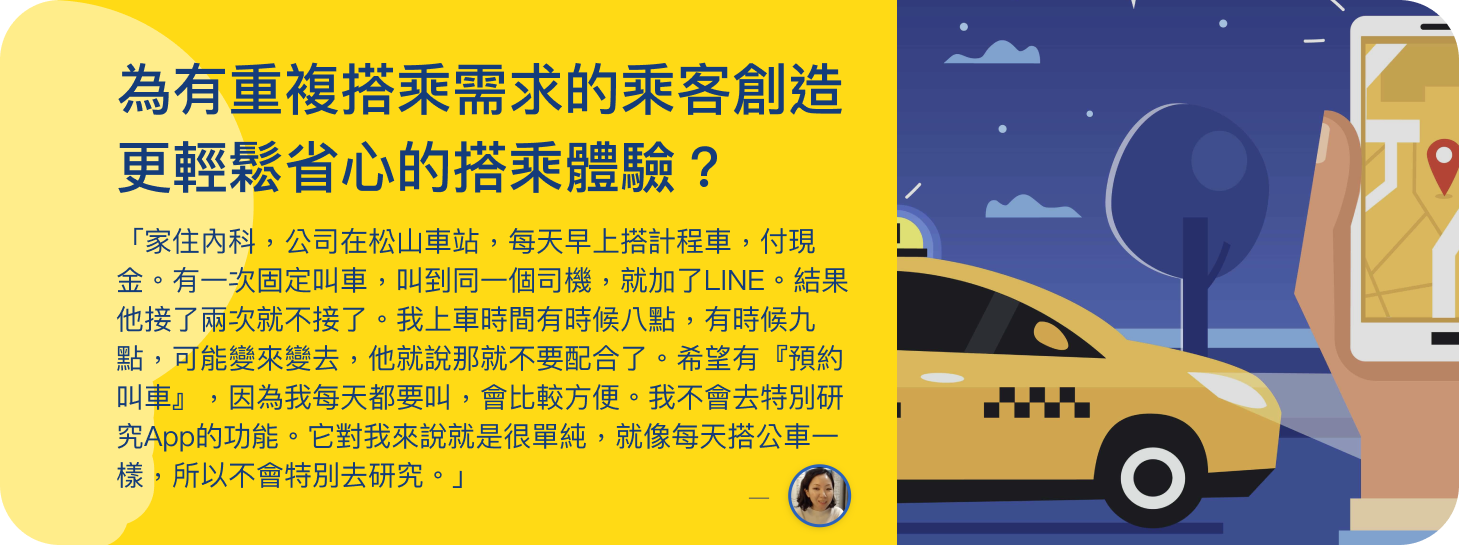 為有重複搭乘需求的乘客創造
更輕鬆省心的搭乘體驗？
「家住內科，公司在松山車站，每天早上搭計程車，付現
金。有一次固定叫車，叫到同一個司機，就加了LINE。結果
他接了兩次就不接了。我上車時間有時候八點，有時候九
點，可能變來變去，他就說那就不要配合了。希望有『預約
叫車』，因為我每天都要叫，會比較方便。我不會去特別研
究App的功能。它對我來說就是很單純，就像每天搭公車一
樣，所以不會特別去研究。」
—